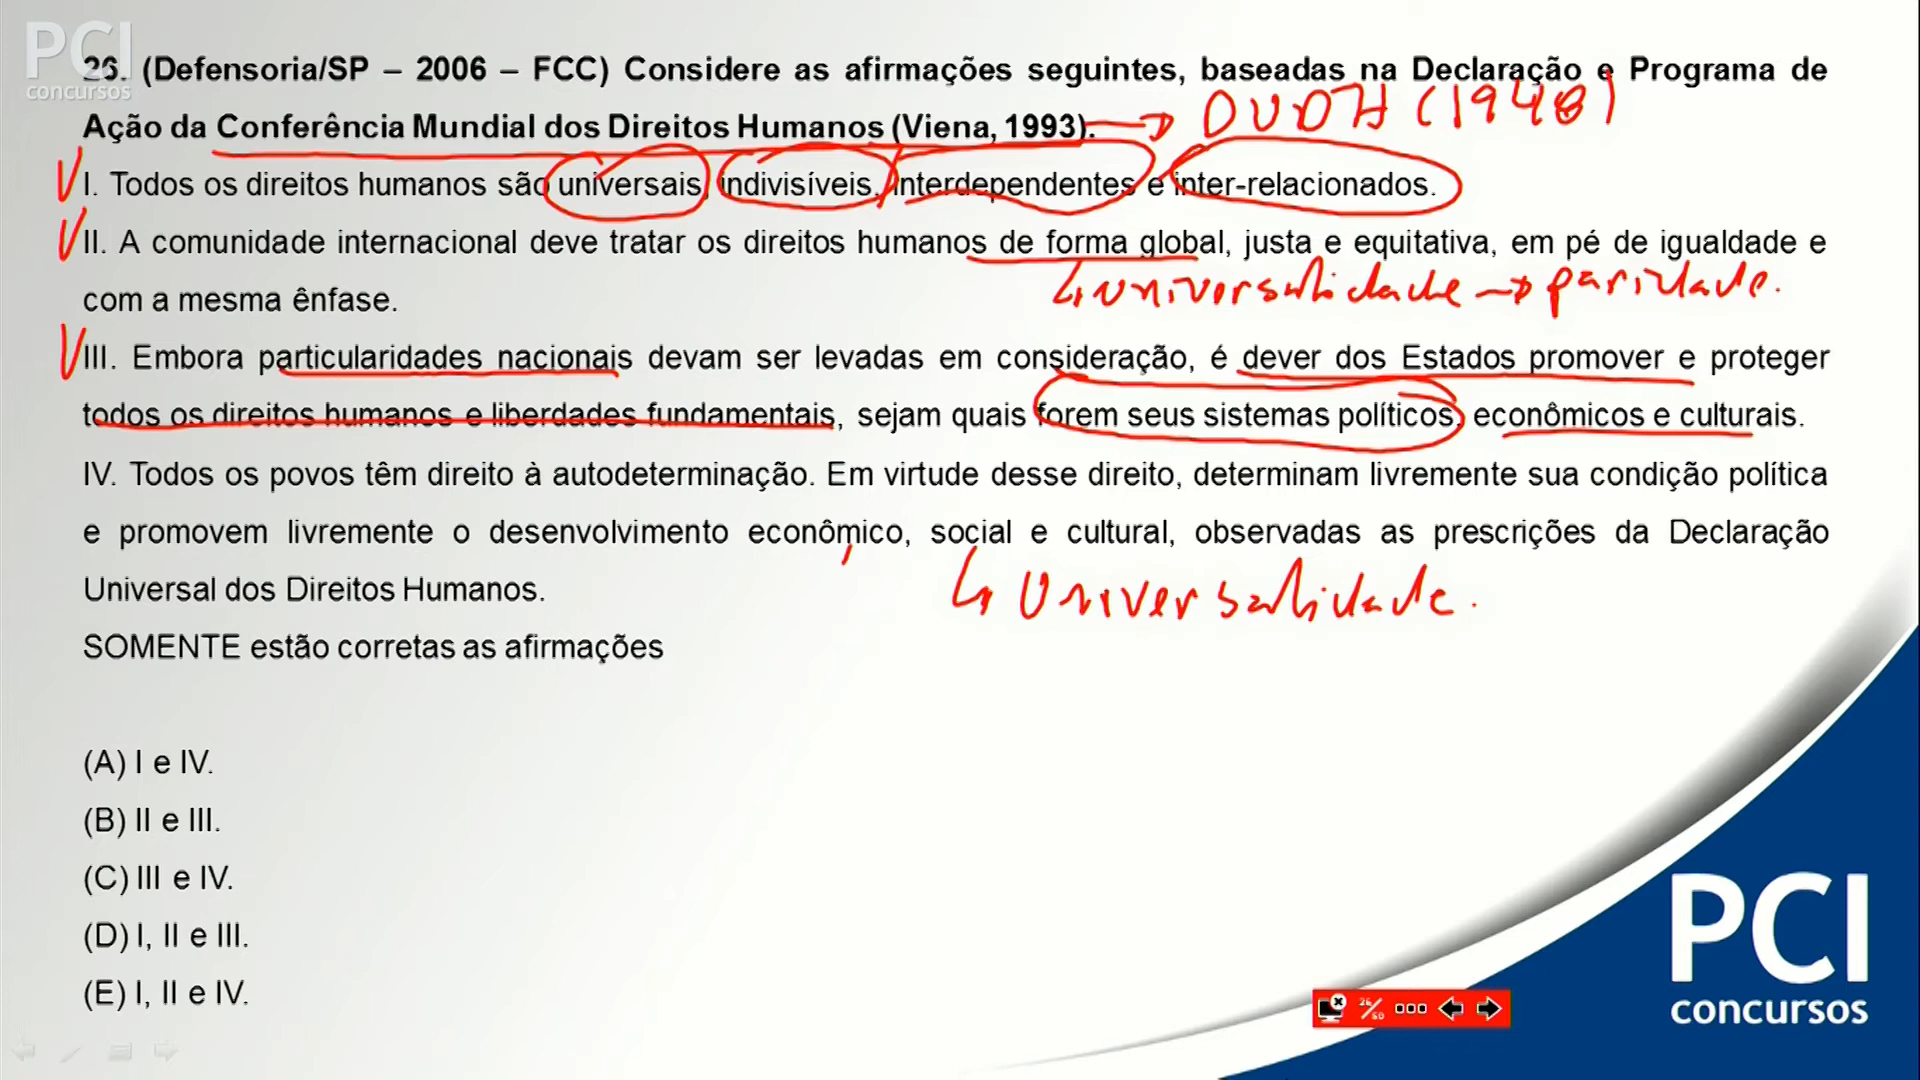 PCI
concursos
26. (Defensoria/SP – 2006 – FCC) Considere as afirmações seguintes, baseadas na Declaração e Programa de
Ação da Conferência Mundial dos Direitos Humanos (Viena, 1993).
DUDH (1948)
I. Todos os direitos humanos são universais, indivisíveis, interdependentes e inter-relacionados.
II. A comunidade internacional deve tratar os direitos humanos de forma global, justa e equitativa, em pé de igualdade e
com a mesma ênfase.
universalidade → paridade.
III. Embora particularidades nacionais devam ser levadas em consideração, é dever dos Estados promover e proteger
todos os direitos humanos e liberdades fundamentais, sejam quais forem seus sistemas políticos, econômicos e culturais.
IV. Todos os povos têm direito à autodeterminação. Em virtude desse direito, determinam livremente sua condição política
e promovem livremente o desenvolvimento econômico, social e cultural, observadas as prescrições da Declaração
Universal dos Direitos Humanos.
Universalidade.
SOMENTE estão corretas as afirmações
(A) I e IV.
(B) II e III.
(C) III e IV.
(D) I, II e III.
(E) I, II e IV.
26/50
PCI
concursos